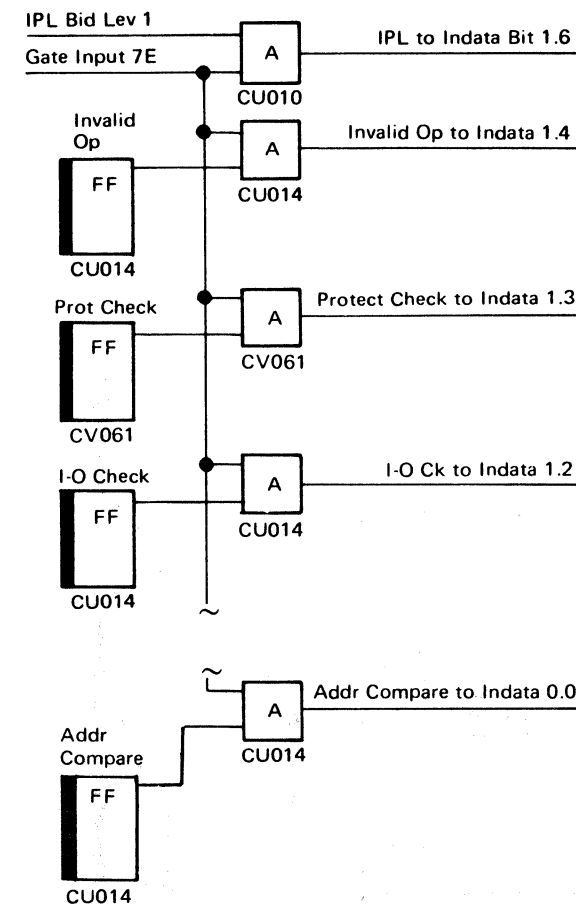 IPL Bid Lev 1
IPL to Indata Bit 1.6
Gate Input 7E
A
CU010
Invalid
Op
Invalid Op to Indata 1.4
A
FF
CU014
CU014
Prot Check
Protect Check to Indata 1.3
A
FF
CV061
CV061
I-O Check
I-O Ck to Indata 1.2
A
FF
CU014
CU014
~
~
Addr Compare to Indata 0.0
A
Addr
Compare
CU014
FF
CU014